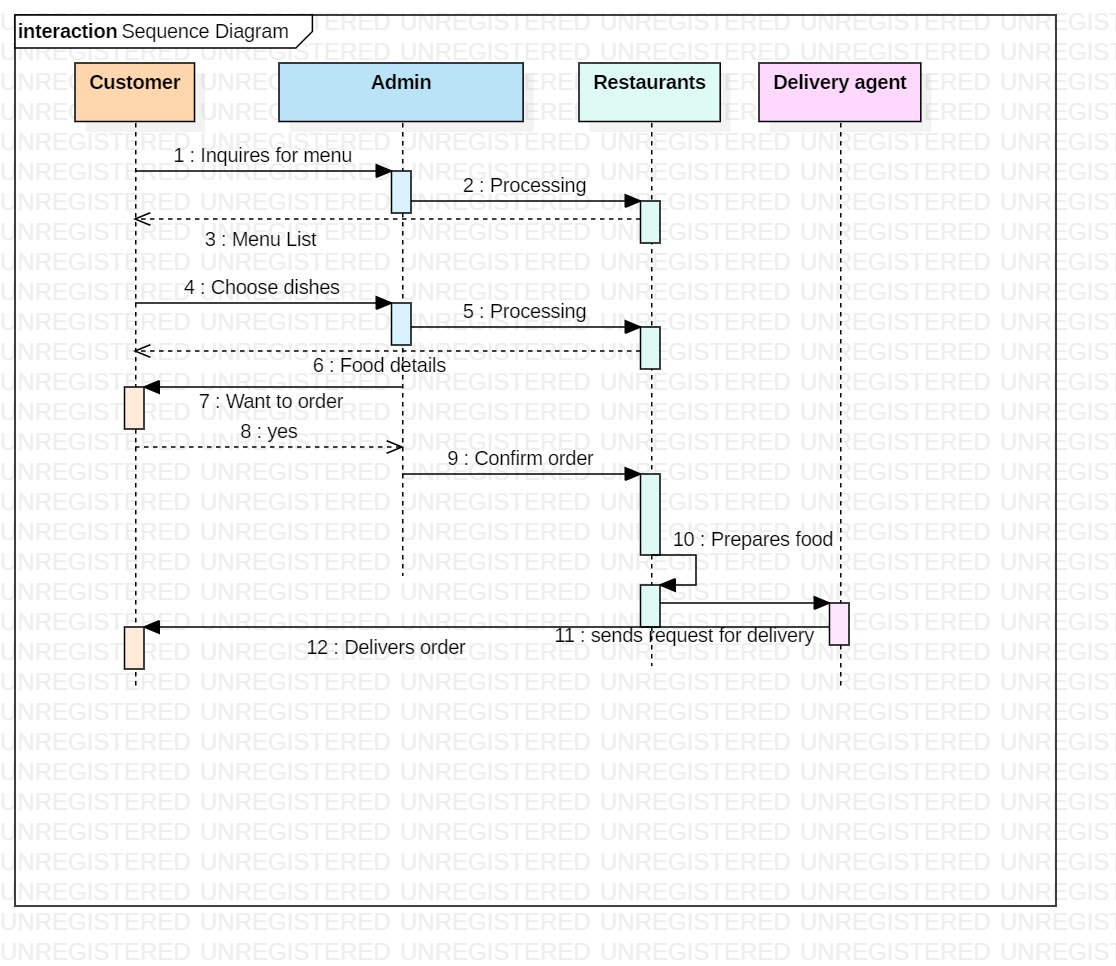 interaction Sequence Diagram
Customer
Admin
Restaurants
Delivery agent
1 : Inquires for menu
2 : Processing
3 : Menu List
4 : Choose dishes
5 : Processing
6 : Food details
7 : Want to order
8 : yes
9 : Confirm order
10 : Prepares food
11 : sends request for delivery
12 : Delivers order
UNREGISTERED